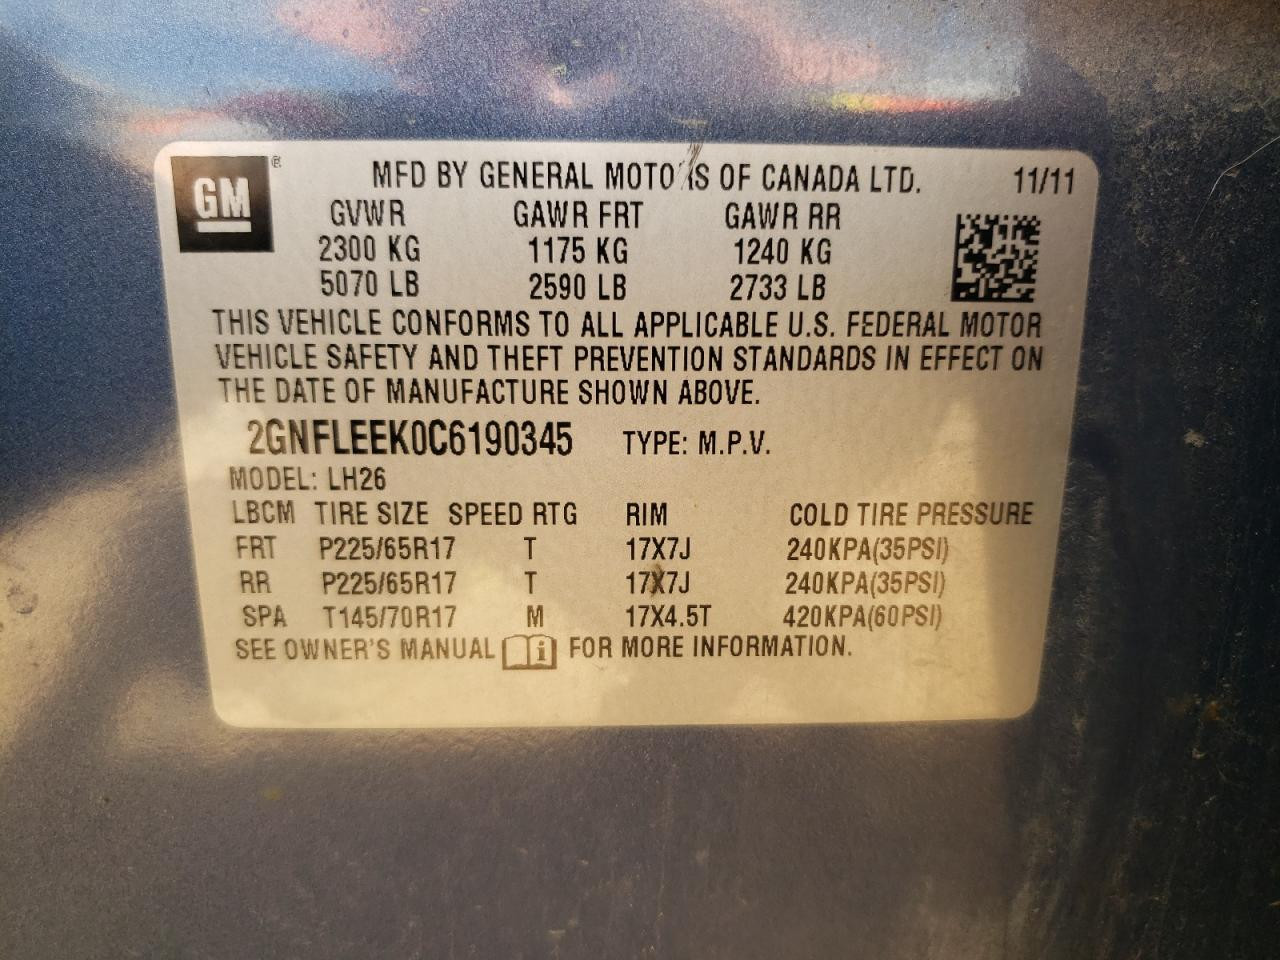 GM ®
MFD BY GENERAL MOTORS OF CANADA LTD. 11/11
GVWR GAWR FRT GAWR RR
2300 KG 1175 KG 1240 KG
5070 LB 2590 LB 2733 LB
THIS VEHICLE CONFORMS TO ALL APPLICABLE U.S. FEDERAL MOTOR
VEHICLE SAFETY AND THEFT PREVENTION STANDARDS IN EFFECT ON
THE DATE OF MANUFACTURE SHOWN ABOVE.
2GNFLEEK0C6190345 TYPE: M.P.V.
MODEL: LH26
LBCM TIRE SIZE SPEED RTG RIM COLD TIRE PRESSURE
FRT P225/65R17 T 17X7J 240KPA(35PSI)
RR P225/65R17 T 17X7J 240KPA(35PSI)
SPA T145/70R17 M 17X4.5T 420KPA(60PSI)
SEE OWNER'S MANUAL i FOR MORE INFORMATION.